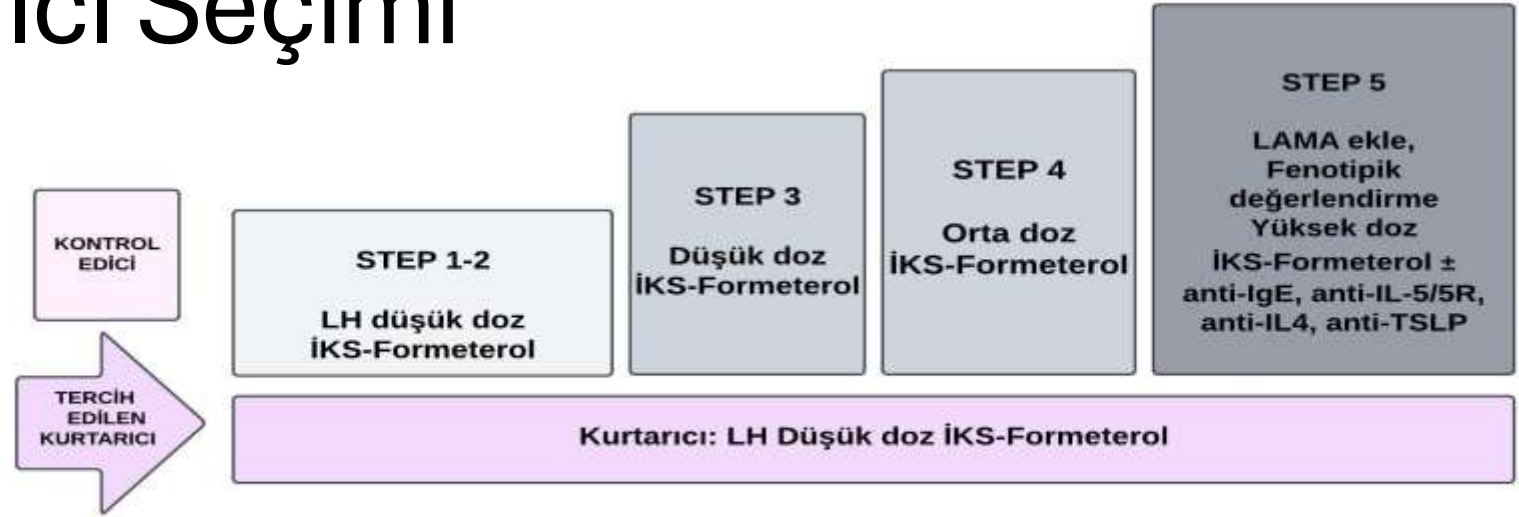 ici Seçimi
KONTROL
EDİCİ
STEP 1-2
LH düşük doz
İKS-Formeterol
STEP 3
Düşük doz
İKS-Formeterol
STEP 4
Orta doz
İKS-Formeterol
STEP 5
LAMA ekle,
Fenotipik
değerlendirme
Yüksek doz
İKS-Formeterol ±
anti-IgE, anti-IL-5/5R,
anti-IL4, anti-TSLP
TERCİH
EDİLEN
KURTARICI
Kurtarıcı: LH Düşük doz İKS-Formeterol